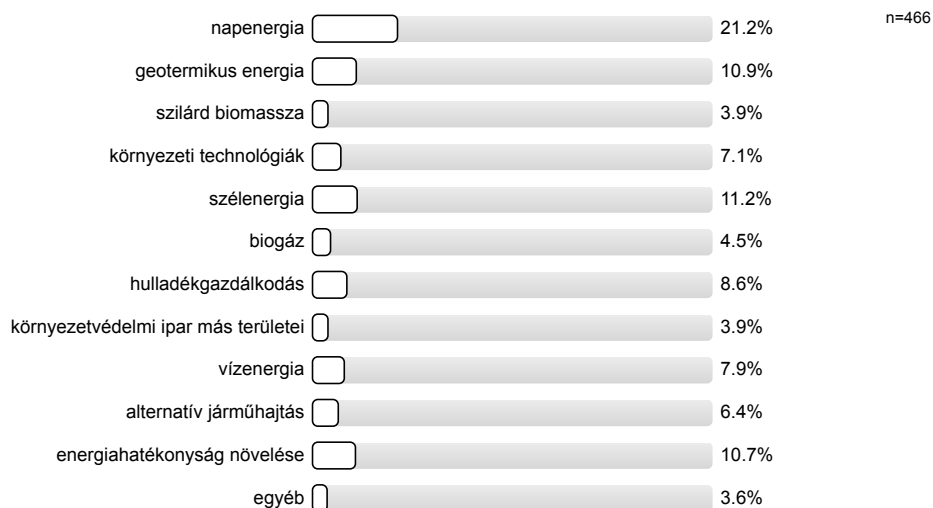 napenergia 21.2% n=466
geotermikus energia 10.9%
szilárd biomassza 3.9%
környezeti technológiák 7.1%
szélenergia 11.2%
biogáz 4.5%
hulladékgazdálkodás 8.6%
környezetvédelmi ipar más területei 3.9%
vízenergia 7.9%
alternatív járműhajtás 6.4%
energiahatékonyság növelése 10.7%
egyéb 3.6%